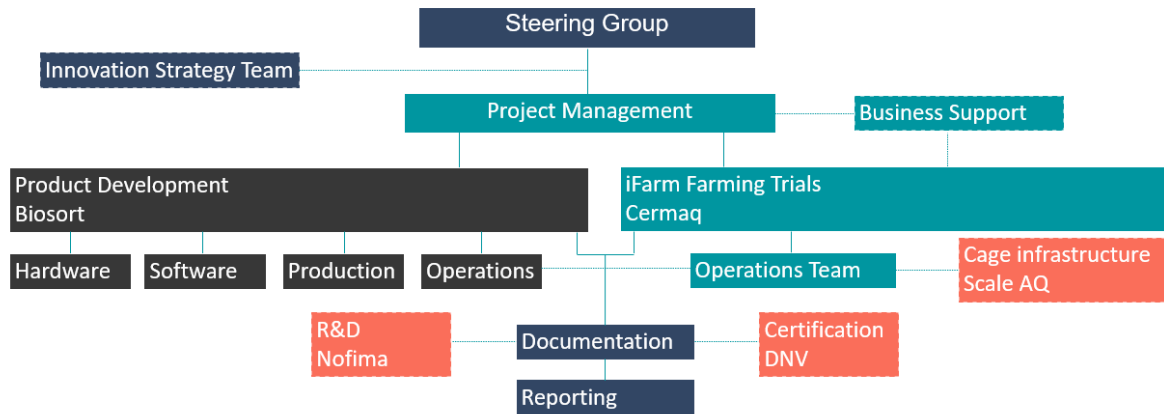 Steering Group
Innovation Strategy Team
Project Management
Business Support
Product Development
Biosort
iFarm Farming Trials
Cermaq
Hardware
Software
Production
Operations
Operations Team
Cage infrastructure
Scale AQ
R&D
Nofima
Documentation
Certification
DNV
Reporting